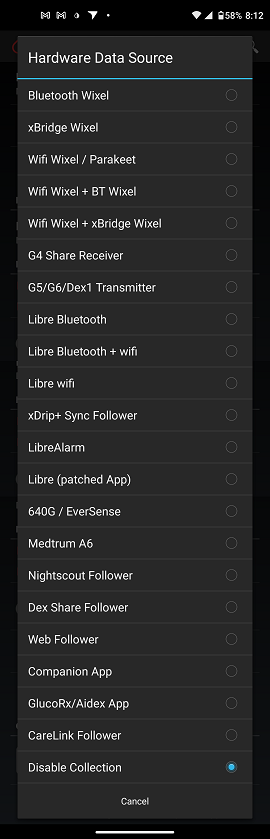 58% 8:12
Hardware Data Source
Bluetooth Wixel
xBridge Wixel
Wifi Wixel / Parakeet
Wifi Wixel + BT Wixel
Wifi Wixel + xBridge Wixel
G4 Share Receiver
G5/G6/Dex1 Transmitter
Libre Bluetooth
Libre Bluetooth + wifi
Libre wifi
xDrip+ Sync Follower
LibreAlarm
Libre (patched App)
640G / EverSense
Medtrum A6
Nightscout Follower
Dex Share Follower
Web Follower
Companion App
GlucoRx/Aidex App
CareLink Follower
Disable Collection
Cancel